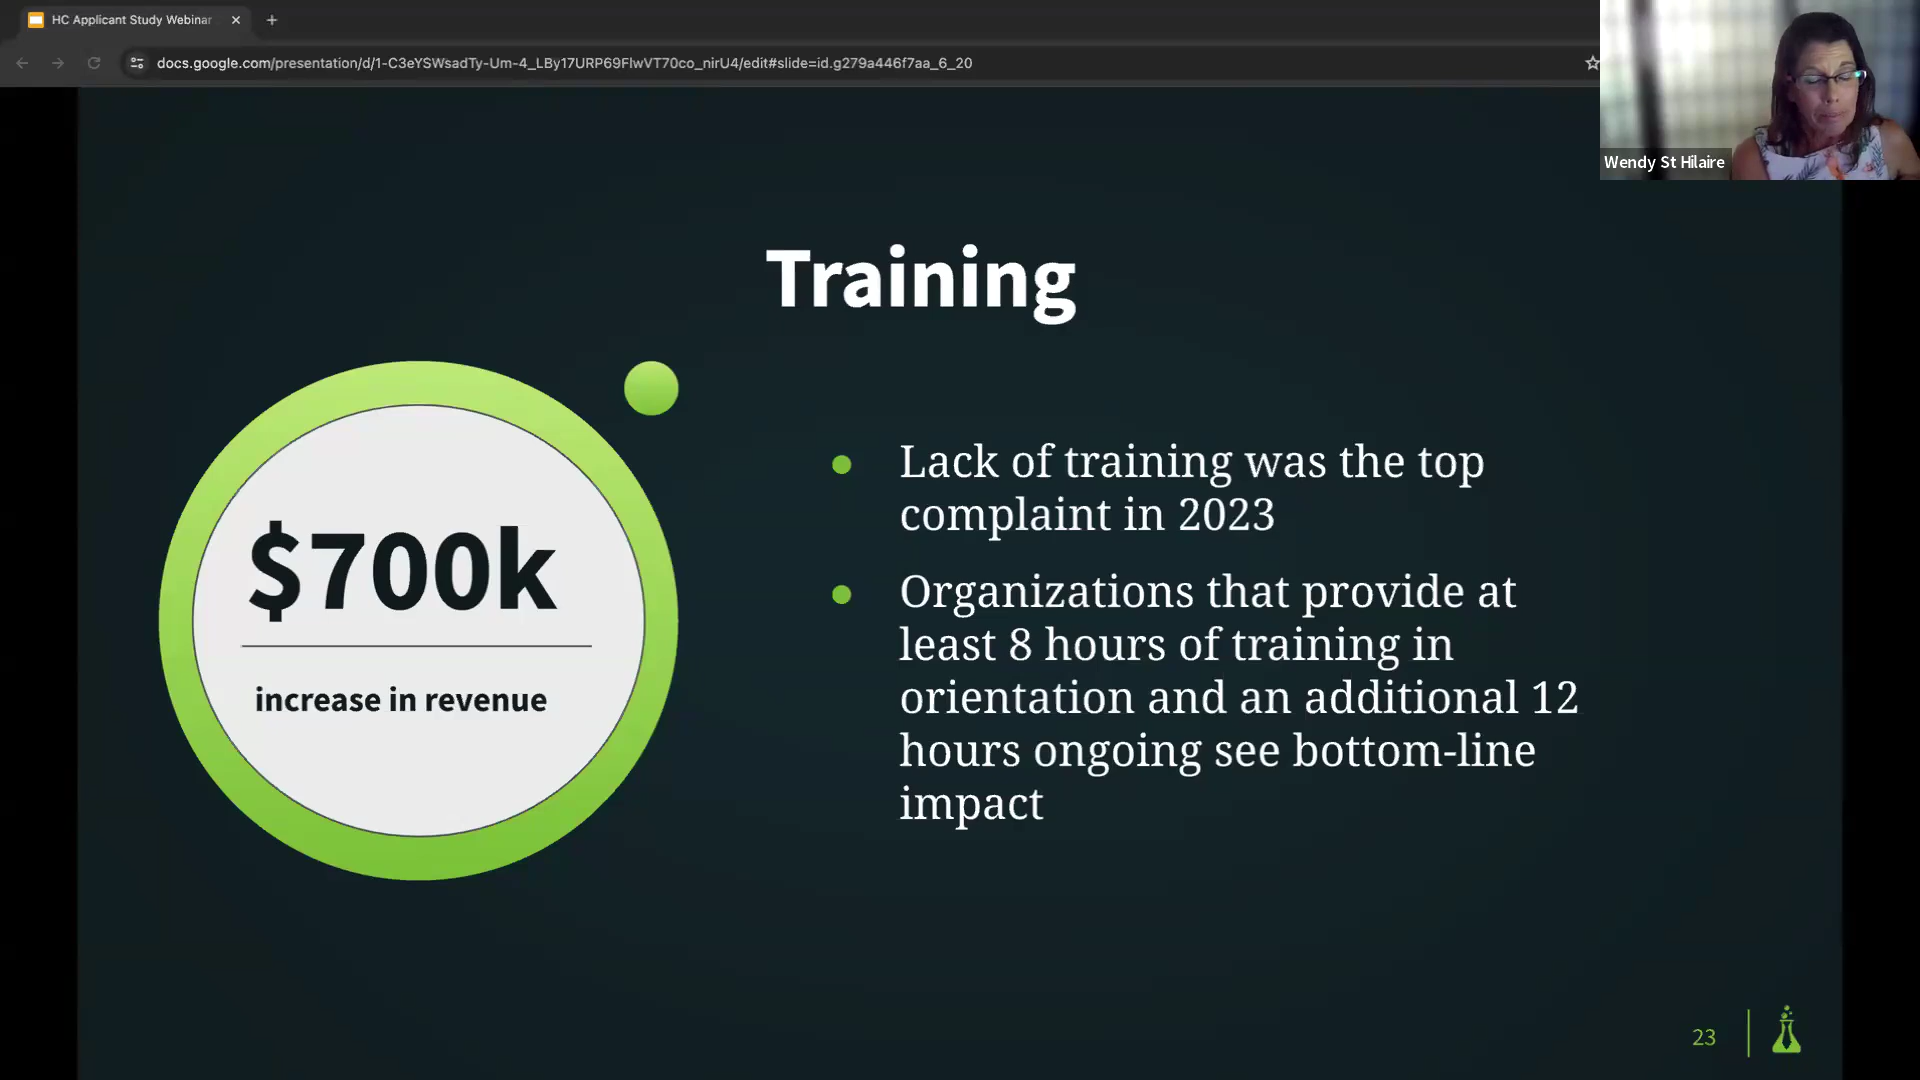 HC Applicant Study Webinar
docs.google.com/presentation/d/1-C3eYSWsadTy-Um-4_LBy17URP69FlwVT70co_nirU4/edit#slide=id.g279a446f7aa_6_20
Wendy St Hilaire
Training
$700k
increase in revenue
● Lack of training was the top
complaint in 2023
● Organizations that provide at
least 8 hours of training in
orientation and an additional 12
hours ongoing see bottom-line
impact
23